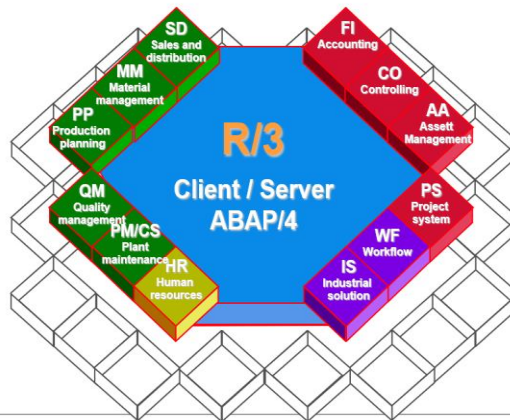 SD
Sales and
distribution
MM
Material
management
PP
Production
planning
QM
Quality
management
PM/CS
Plant
maintenance
HR
Human
resources
R/3
Client / Server
ABAP/4
FI
Accounting
CO
Controlling
AA
Assett
Management
PS
Project
system
WF
Workflow
IS
Industrial
solution